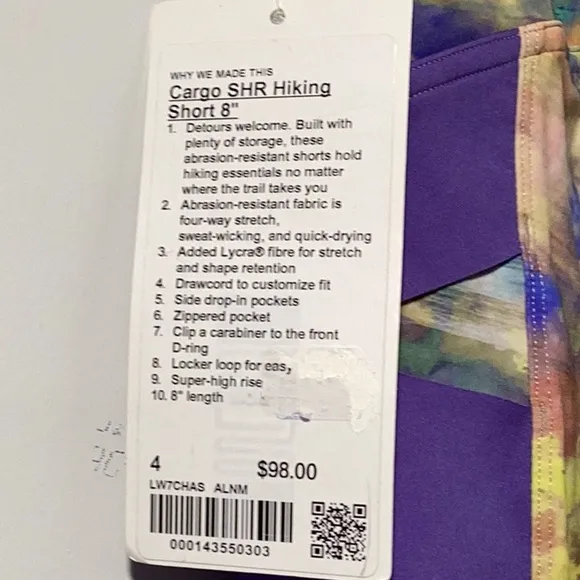 WHY WE MADE THIS
Cargo SHR Hiking
Short 8"
1. Detours welcome. Built with
plenty of storage, these
abrasion-resistant shorts hold
hiking essentials no matter
where the trail takes you
2. Abrasion-resistant fabric is
four-way stretch,
sweat-wicking, and quick-drying
3. Added Lycra® fibre for stretch
and shape retention
4. Drawcord to customize fit
5. Side drop-in pockets
6. Zippered pocket
7. Clip a carabiner to the front
D-ring
8. Locker loop for
9. Super-high rise
10. 8" length
4 $98.00
LW7CHAS ALNM
000143550303